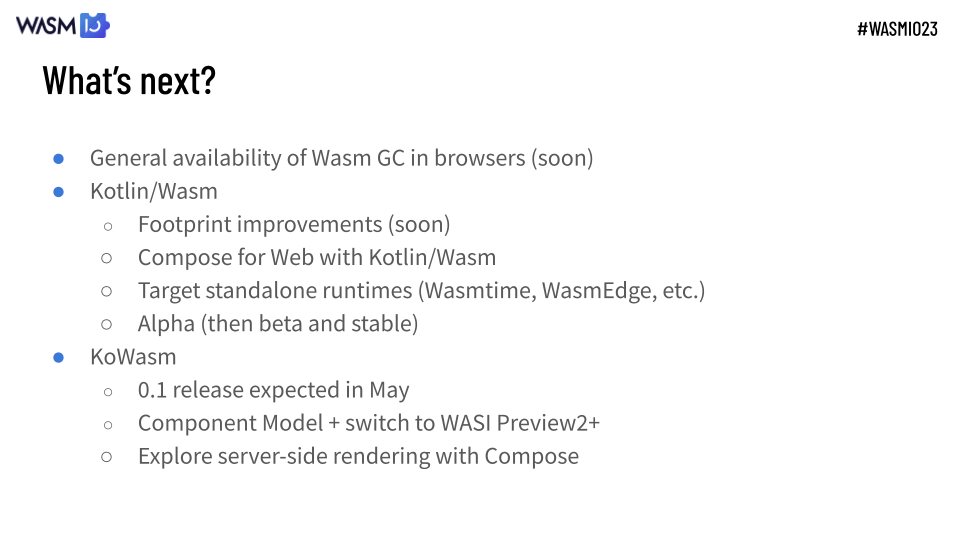 WASM IO
#WASMIO23
What's next?
● General availability of Wasm GC in browsers (soon)
● Kotlin/Wasm
○ Footprint improvements (soon)
○ Compose for Web with Kotlin/Wasm
○ Target standalone runtimes (Wasmtime, WasmEdge, etc.)
○ Alpha (then beta and stable)
● KoWasm
○ 0.1 release expected in May
○ Component Model + switch to WASI Preview2+
○ Explore server-side rendering with Compose